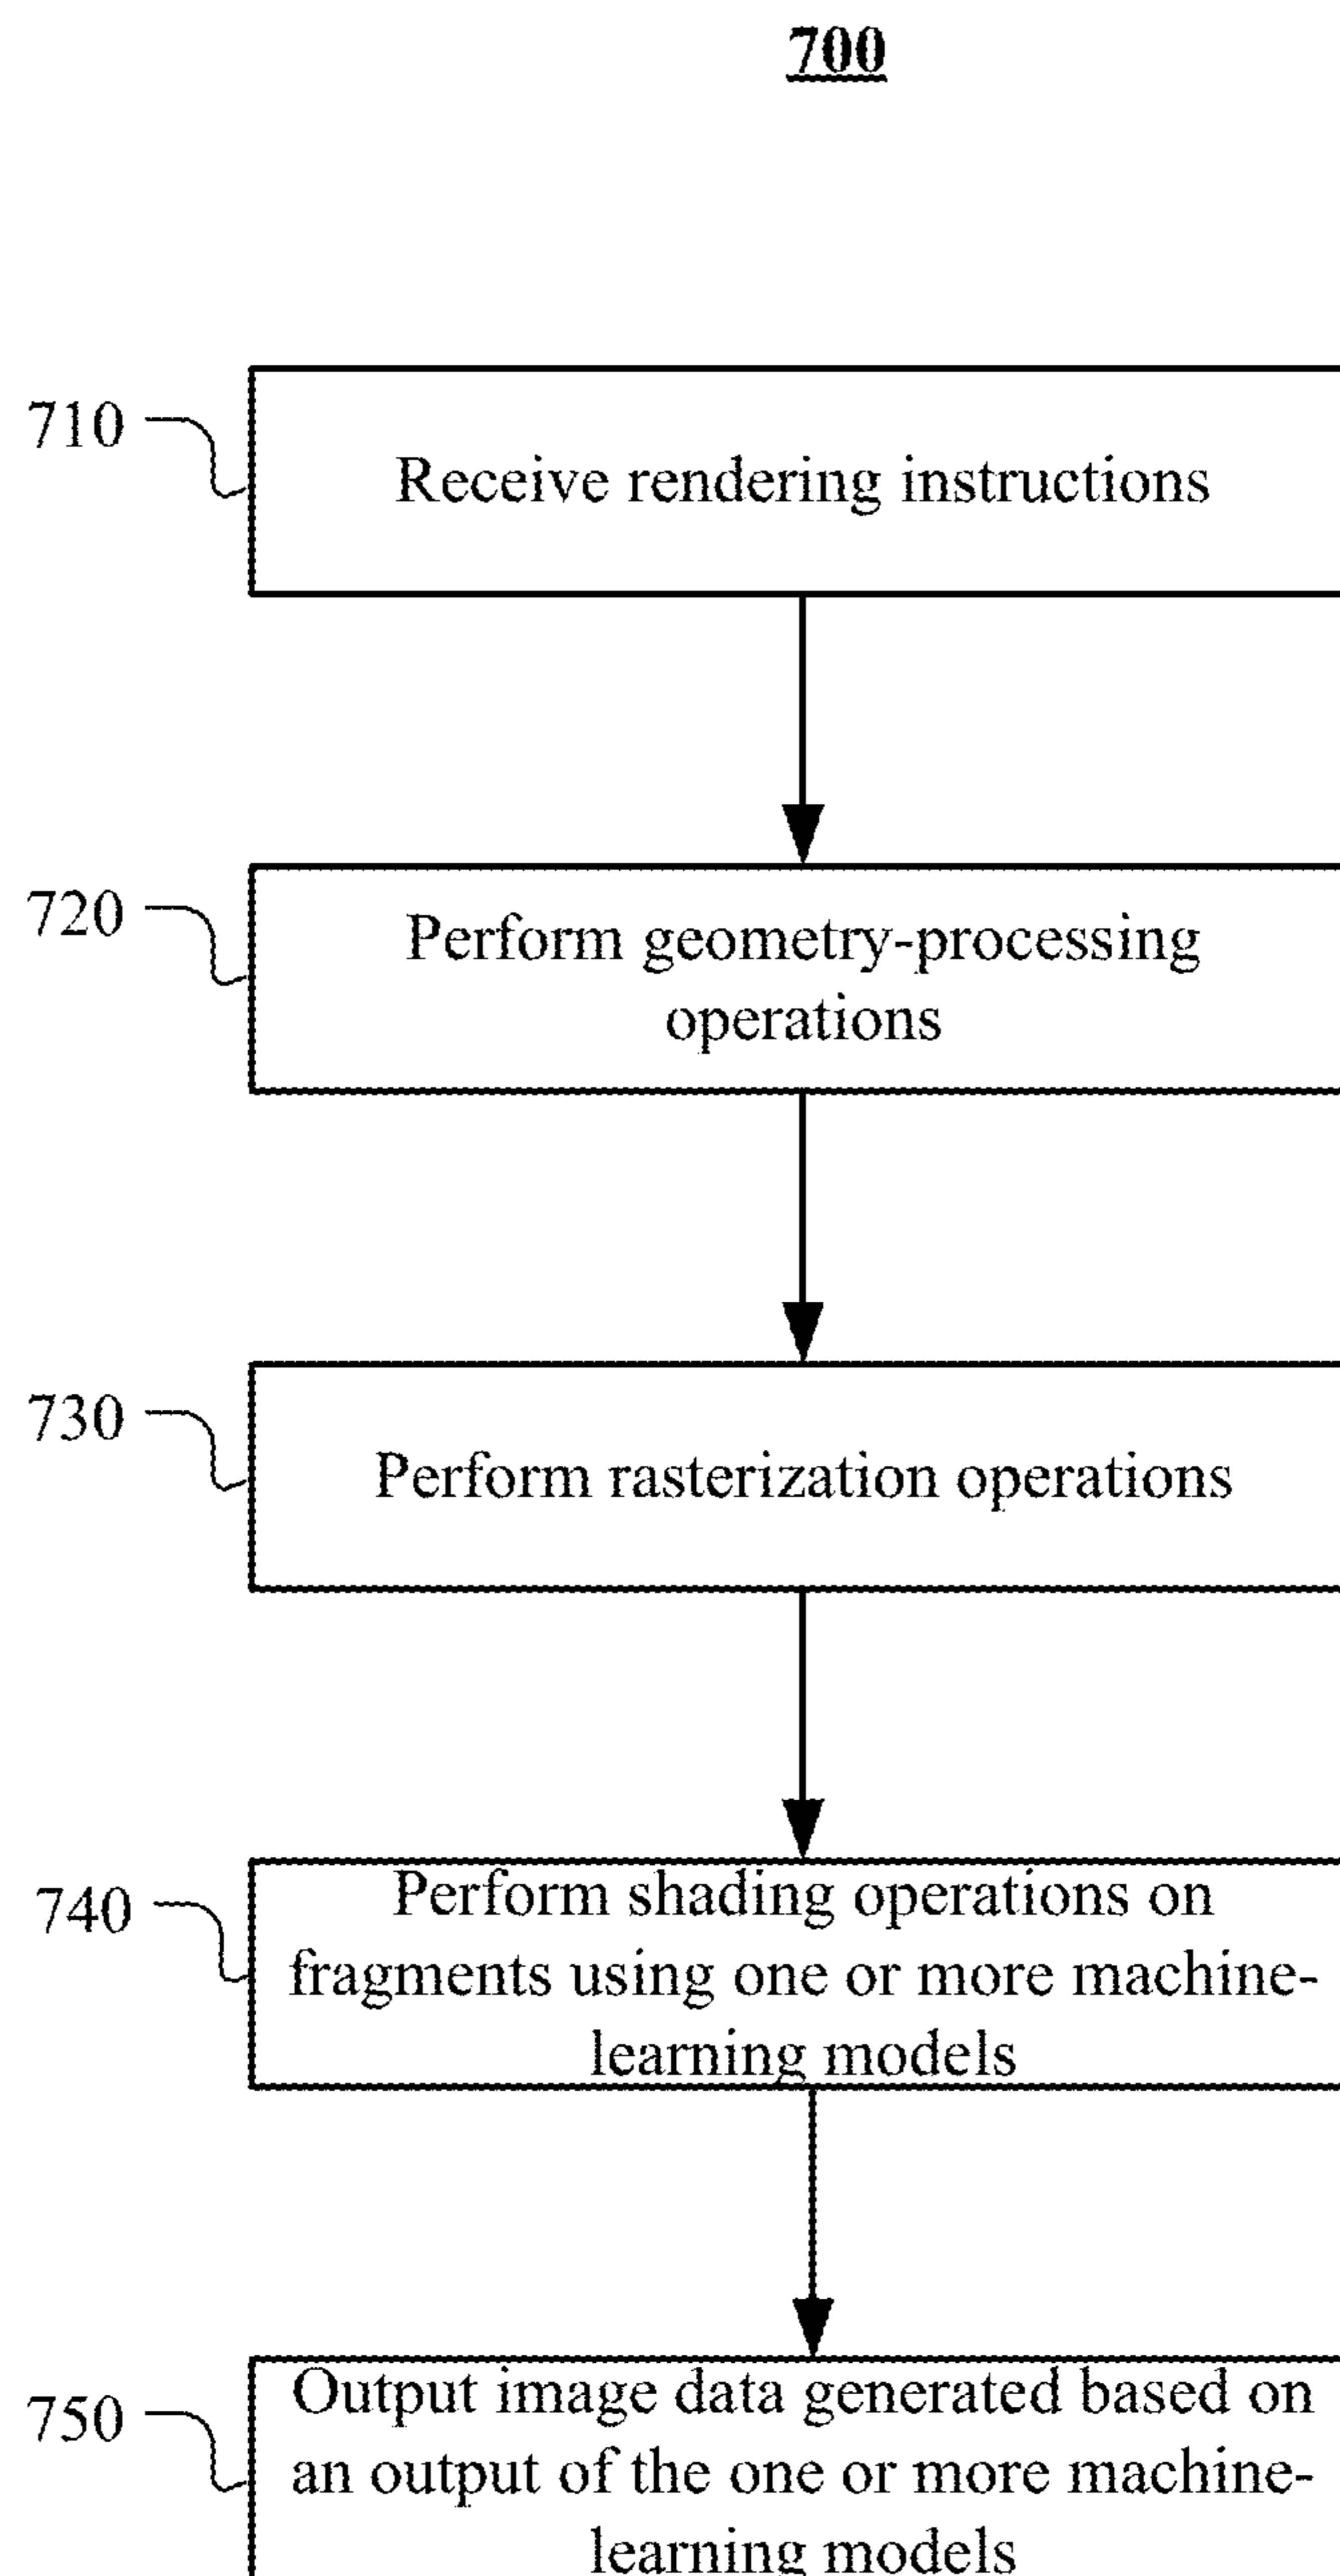 700
710
Receive rendering instructions
720
Perform geometry-processing
operations
730
Perform rasterization operations
740
Perform shading operations on
fragments using one or more machine-
learning models
750
Output image data generated based on
an output of the one or more machine-
learning models